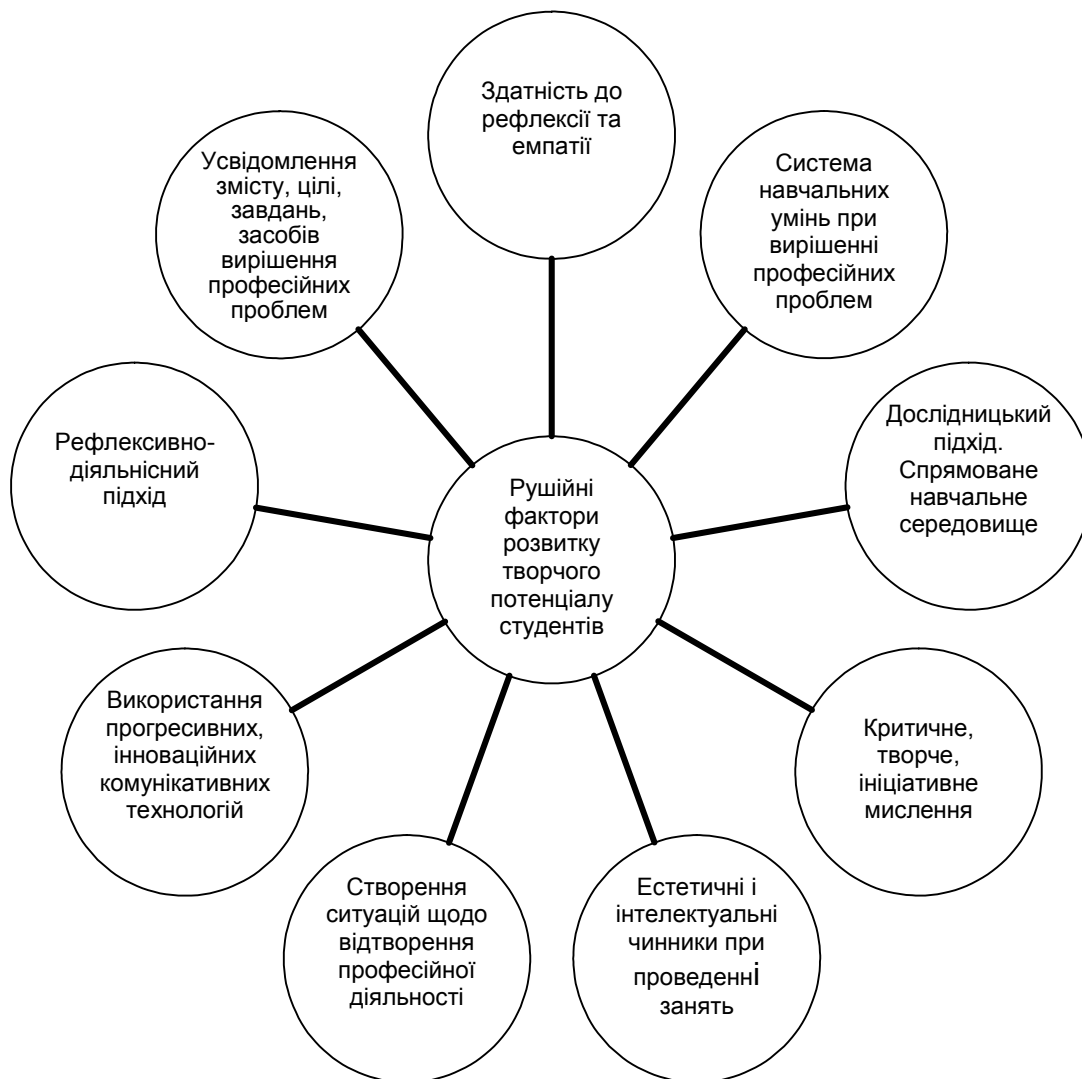 Здатність до
рефлексії та
емпатії
Усвідомлення
змісту, цілі,
завдань,
засобів
вирішення
професійних
проблем
Система
навчальних
умінь при
вирішенні
професійних
проблем
Рефлексивно-
діяльнісний
підхід
Дослідницький
підхід.
Спрямоване
навчальне
середовище
Рушійні
фактори
розвитку
творчого
потенціалу
студентів
Використання
прогресивних,
інноваційних
комунікативних
технологій
Критичне,
творче,
ініціативне
мислення
Створення
ситуацій щодо
відтворення
професійної
діяльності
Естетичні і
інтелектуальні
чинники при
проведенні
занять